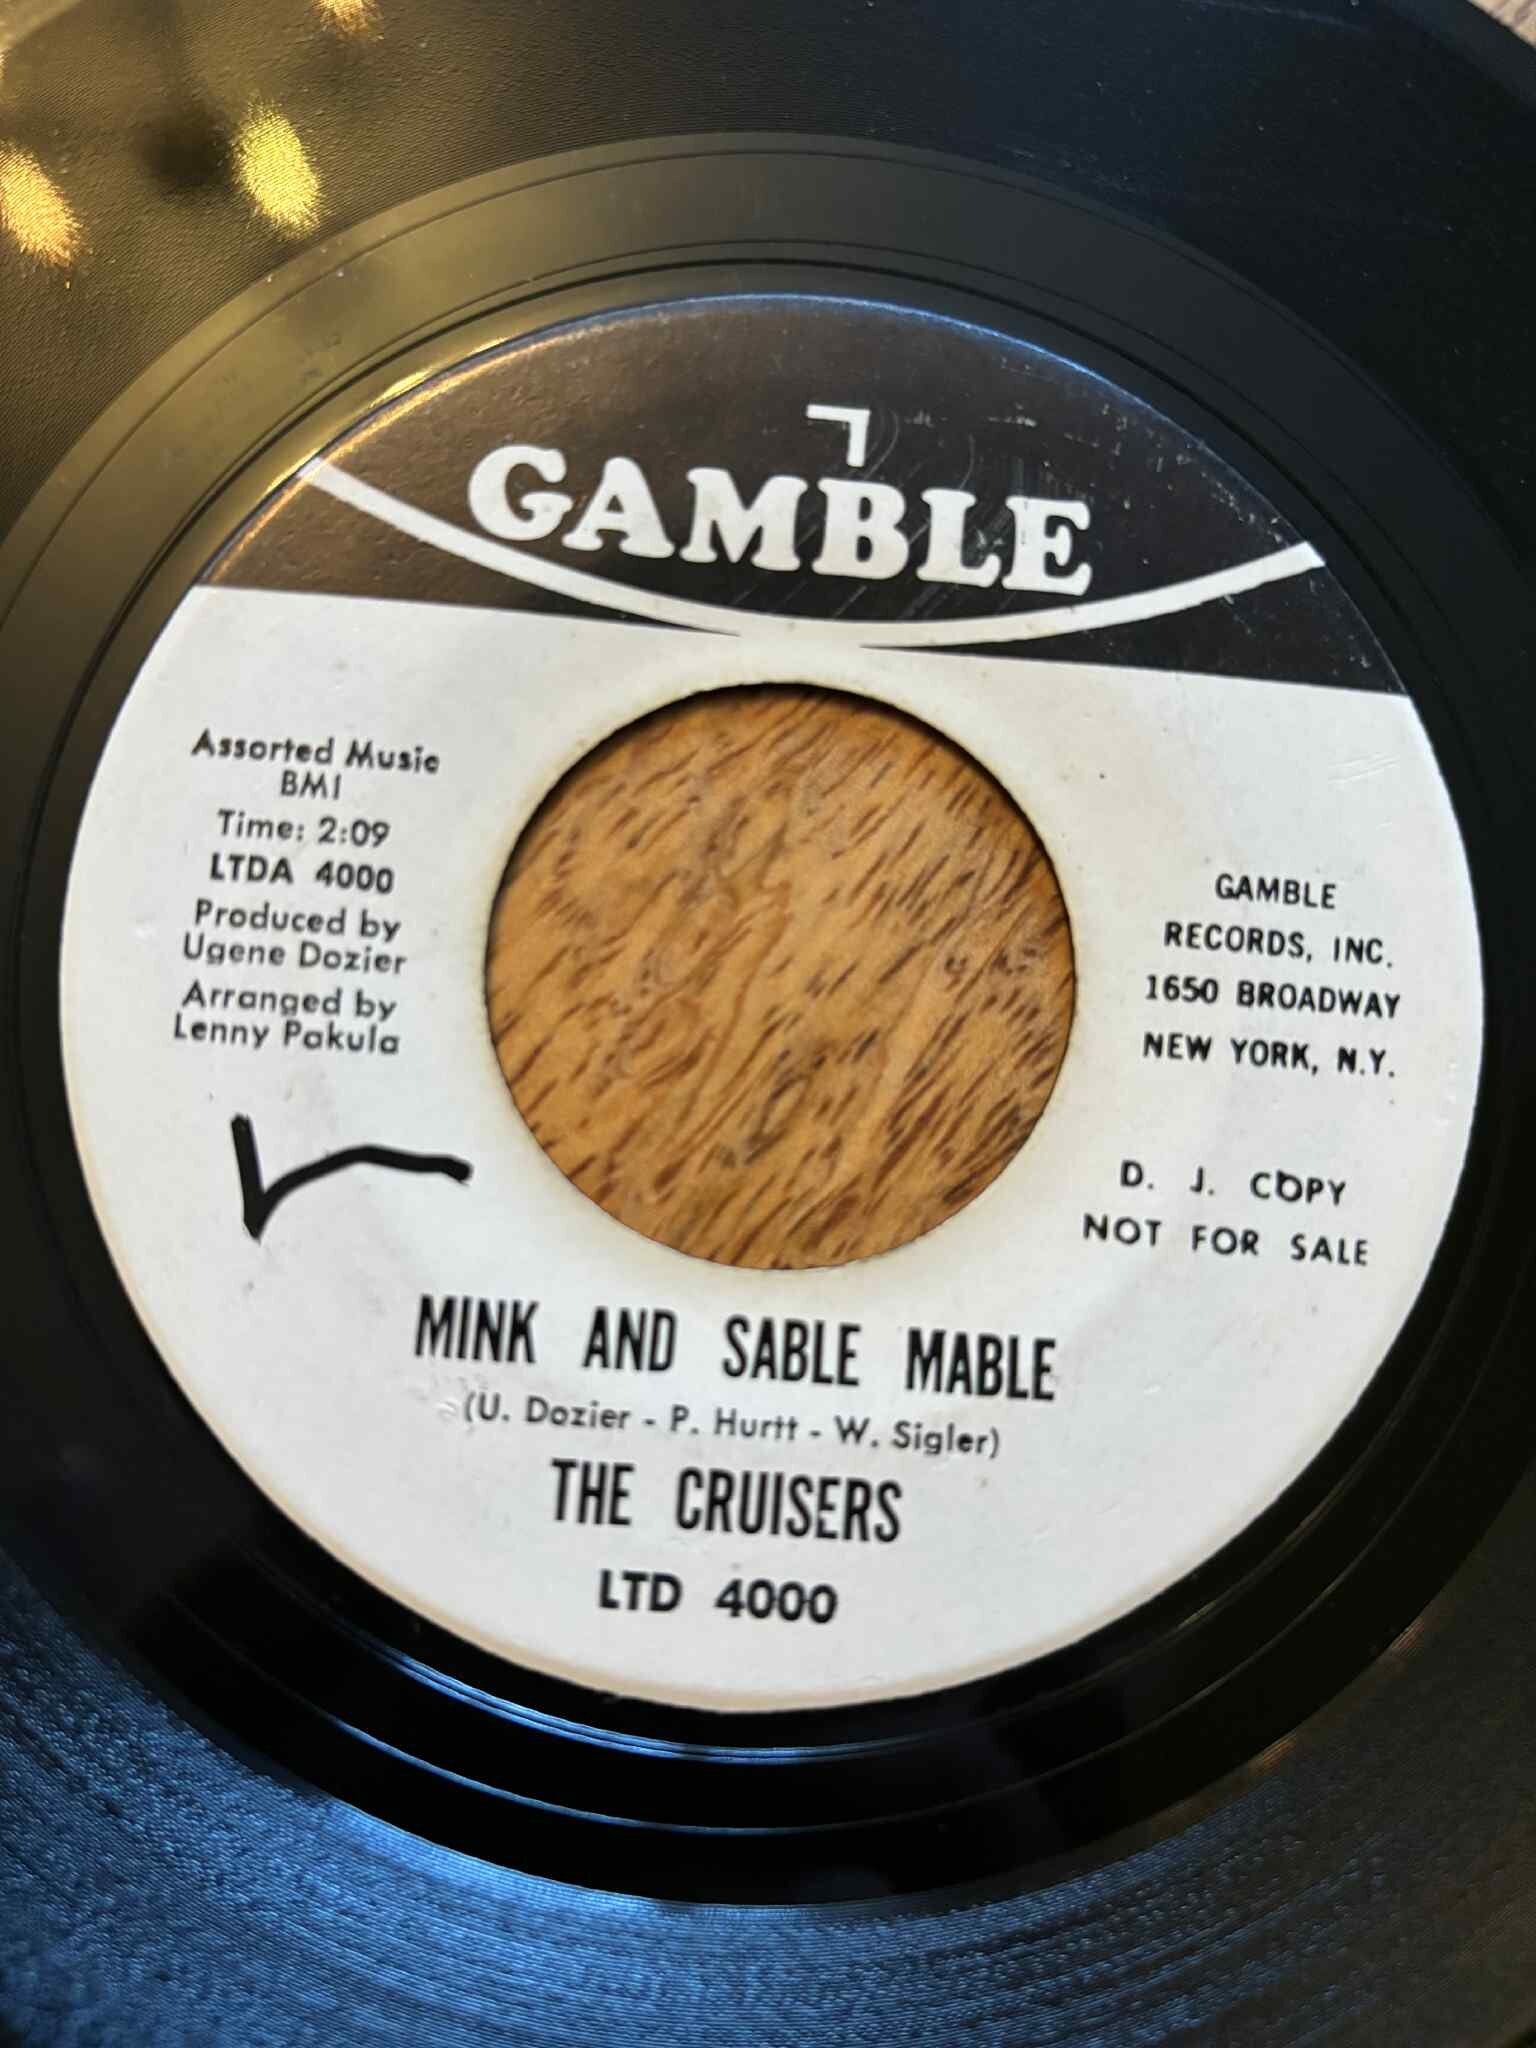 GAMBLE
Assorted Music
BMI
Time: 2:09
LTDA 4000
Produced by
Ugene Dozier
Arranged by
Lenny Pakula
GAMBLE
RECORDS, INC.
1650 BROADWAY
NEW YORK, N.Y.
D. J. COPY
NOT FOR SALE
MINK AND SABLE MABLE
(U. Dozier - P. Hurtt - W. Sigler)
THE CRUISERS
LTD 4000